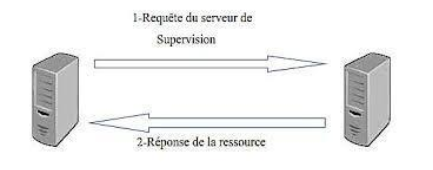 1-Requête du serveur de
Supervision
2-Réponse de la ressource